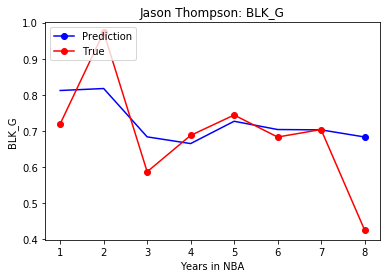 Jason Thompson: BLK_G
Prediction
True
1.0
0.9
0.8
0.7
0.6
0.5
0.4
BLK_G
1 2 3 4 5 6 7 8
Years in NBA